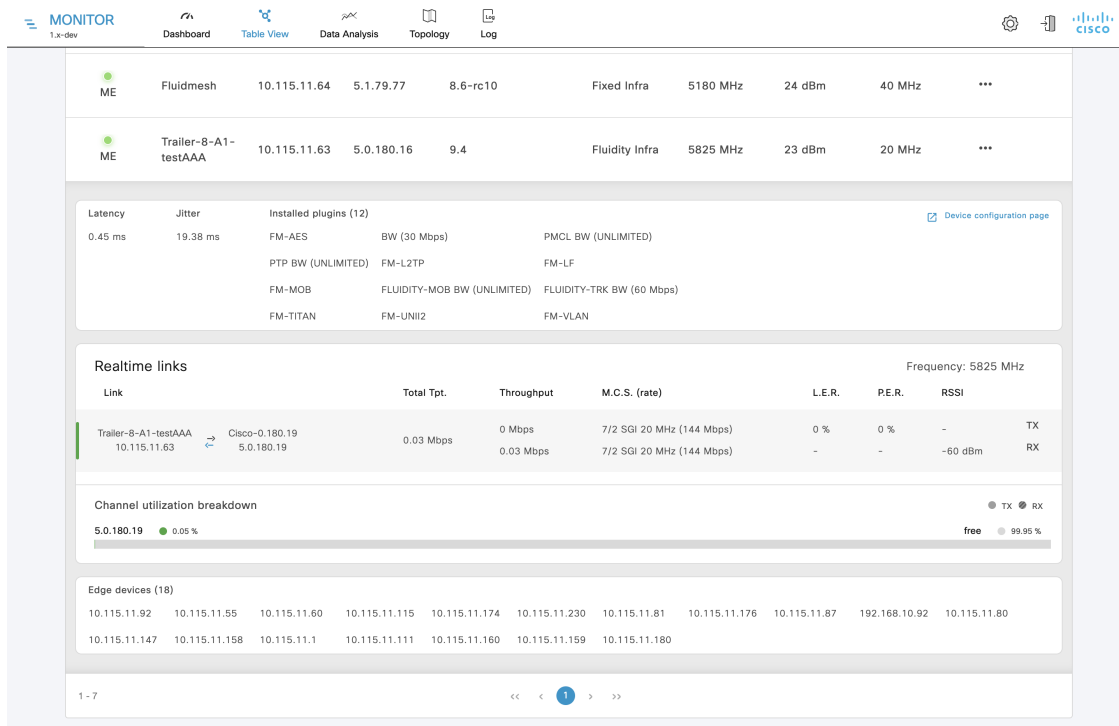 MONITOR
1.x-dev
Dashboard
Table View
Data Analysis
Topology
Log
Log
CISCO
ME Fluidmesh 10.115.11.64 5.1.79.77 8.6-rc10 Fixed Infra 5180 MHz 24 dBm 40 MHz •••
Trailer-8-A1-
ME testAAA 10.115.11.63 5.0.180.16 9.4 Fluidity Infra 5825 MHz 23 dBm 20 MHz •••
Latency Jitter Installed plugins (12) Device configuration page
0.45 ms 19.38 ms FM-AES BW (30 Mbps) PMCL BW (UNLIMITED)
PTP BW (UNLIMITED) FM-L2TP FM-LF
FM-MOB FLUIDITY-MOB BW (UNLIMITED) FLUIDITY-TRK BW (60 Mbps)
FM-TITAN FM-UNII2 FM-VLAN
Realtime links Frequency: 5825 MHz
Link Total Tpt. Throughput M.C.S. (rate) L.E.R. P.E.R. RSSI
Trailer-8-A1-testAAA → Cisco-0.180.19 0 Mbps 7/2 SGI 20 MHz (144 Mbps) 0 % 0 % - TX
10.115.11.63 ← 5.0.180.19 0.03 Mbps 0.03 Mbps 7/2 SGI 20 MHz (144 Mbps) - - -60 dBm RX
Channel utilization breakdown TX RX
5.0.180.19 0.05 % free 99.95 %
Edge devices (18)
10.115.11.92 10.115.11.55 10.115.11.60 10.115.11.115 10.115.11.174 10.115.11.230 10.115.11.81 10.115.11.176 10.115.11.87 192.168.10.92 10.115.11.80
10.115.11.147 10.115.11.158 10.115.11.1 10.115.11.111 10.115.11.160 10.115.11.159 10.115.11.180
1 - 7 << < 1 > >>